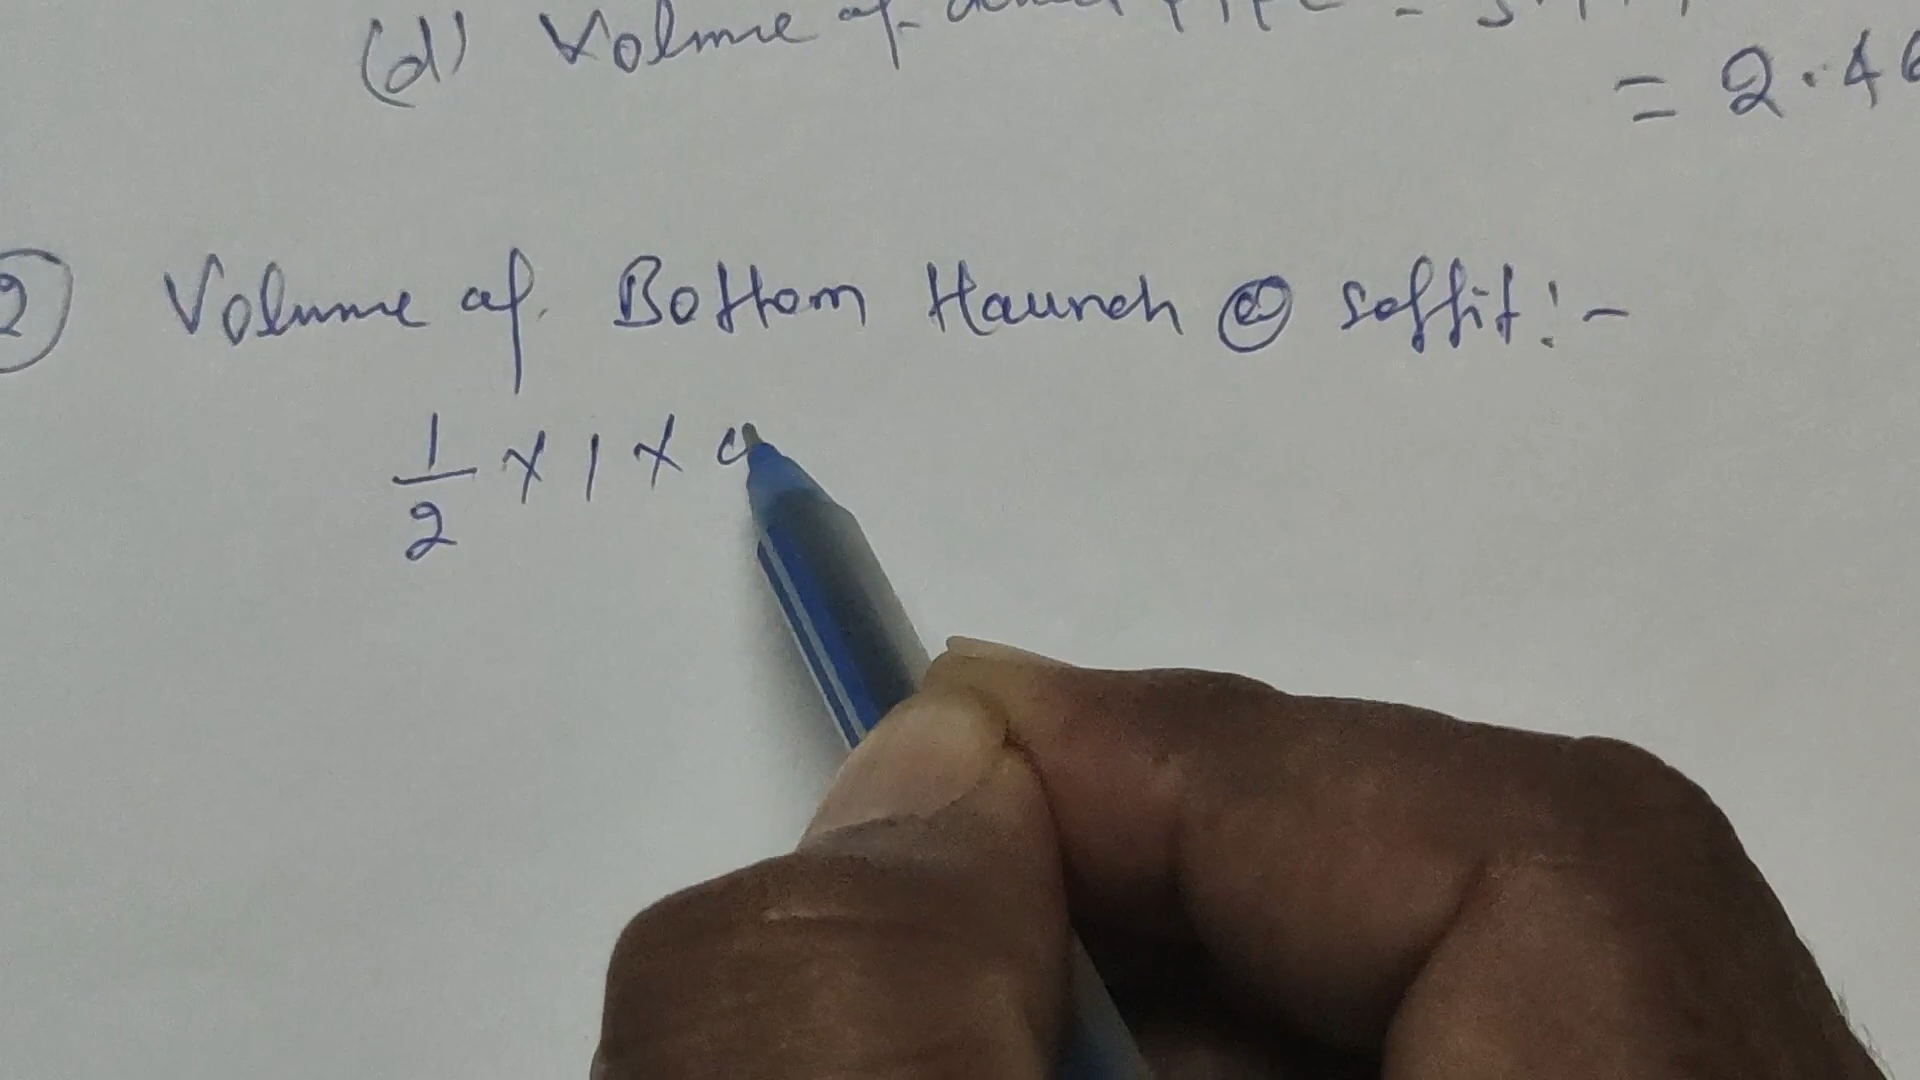 (d) Volume of
= 2.4
2 Volume of Bottom Haunch @ soffit:-
1/2 × 1 ×